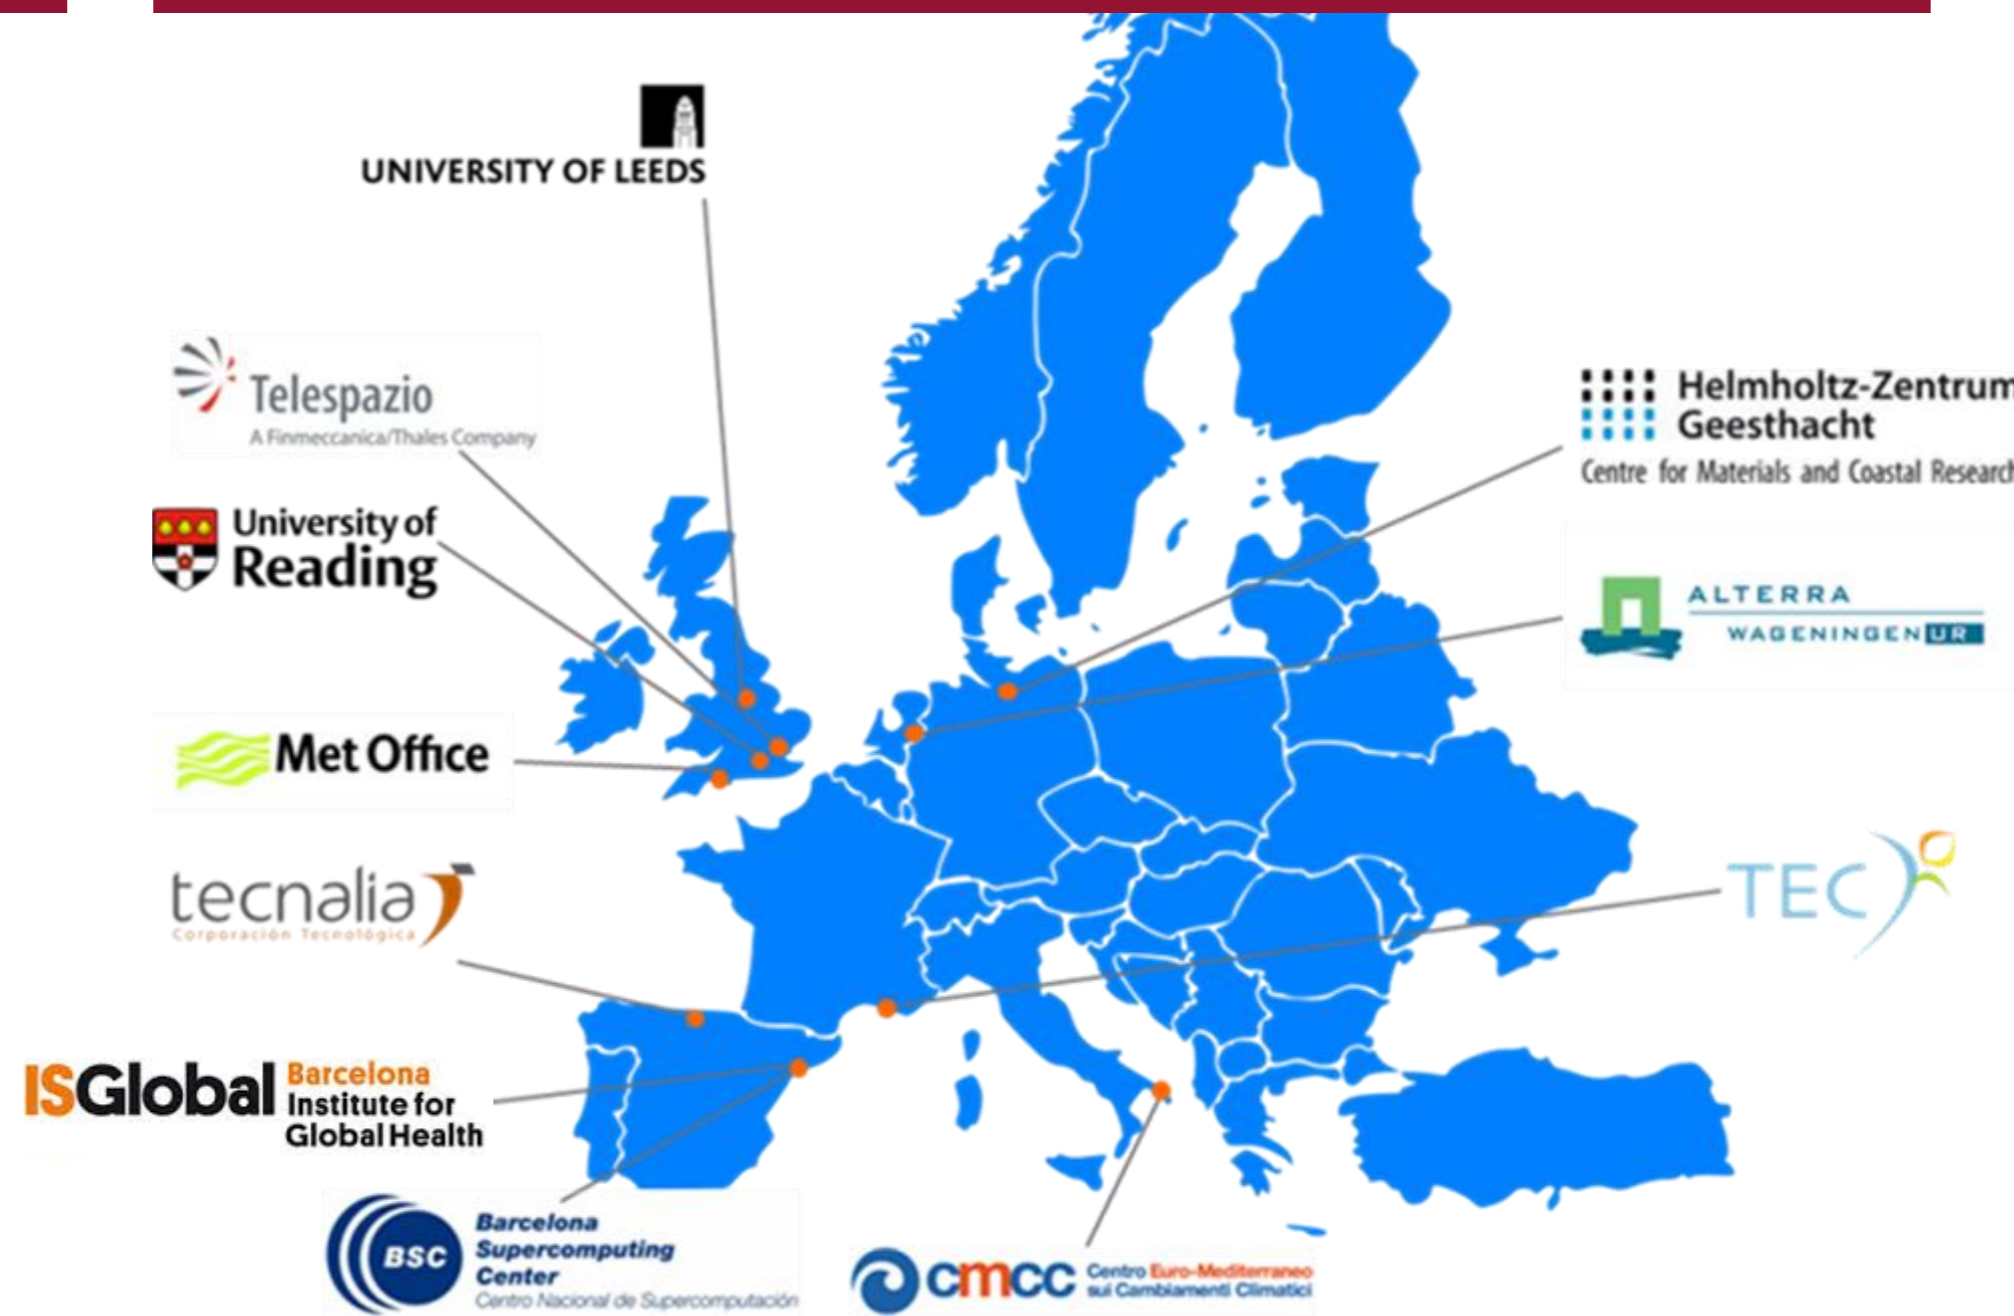 UNIVERSITY OF LEEDS
Telespazio
A Finmeccanica/Thales Company
Helmholtz-Zentrum
Geesthacht
Centre for Materials and Coastal Research
University of
Reading
ALTERRA
WAGENINGEN UR
Met Office
TEC
tecnalia
Corporación Tecnológica
ISGlobal
Barcelona
Institute for
Global Health
BSC
Barcelona
Supercomputing
Center
Centro Nacional de Supercomputación
cmcc
Centro Euro-Mediterraneo
sui Cambiamenti Climatici